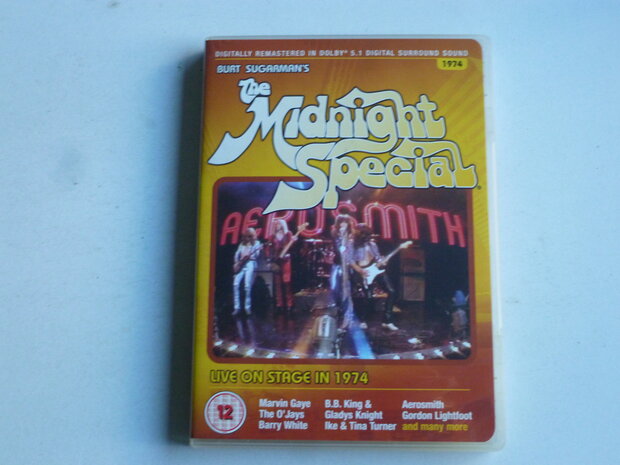 DIGITALLY REMASTERED IN DOLBY® 5.1 DIGITAL SURROUND SOUND
BURT SUGARMAN'S
1974
The
Midnight
Special®
AEROSMITH
LIVE ON STAGE IN 1974
12
Marvin Gaye
The O'Jays
Barry White
B.B. King &
Gladys Knight
Ike & Tina Turner
Aerosmith
Gordon Lightfoot
and many more